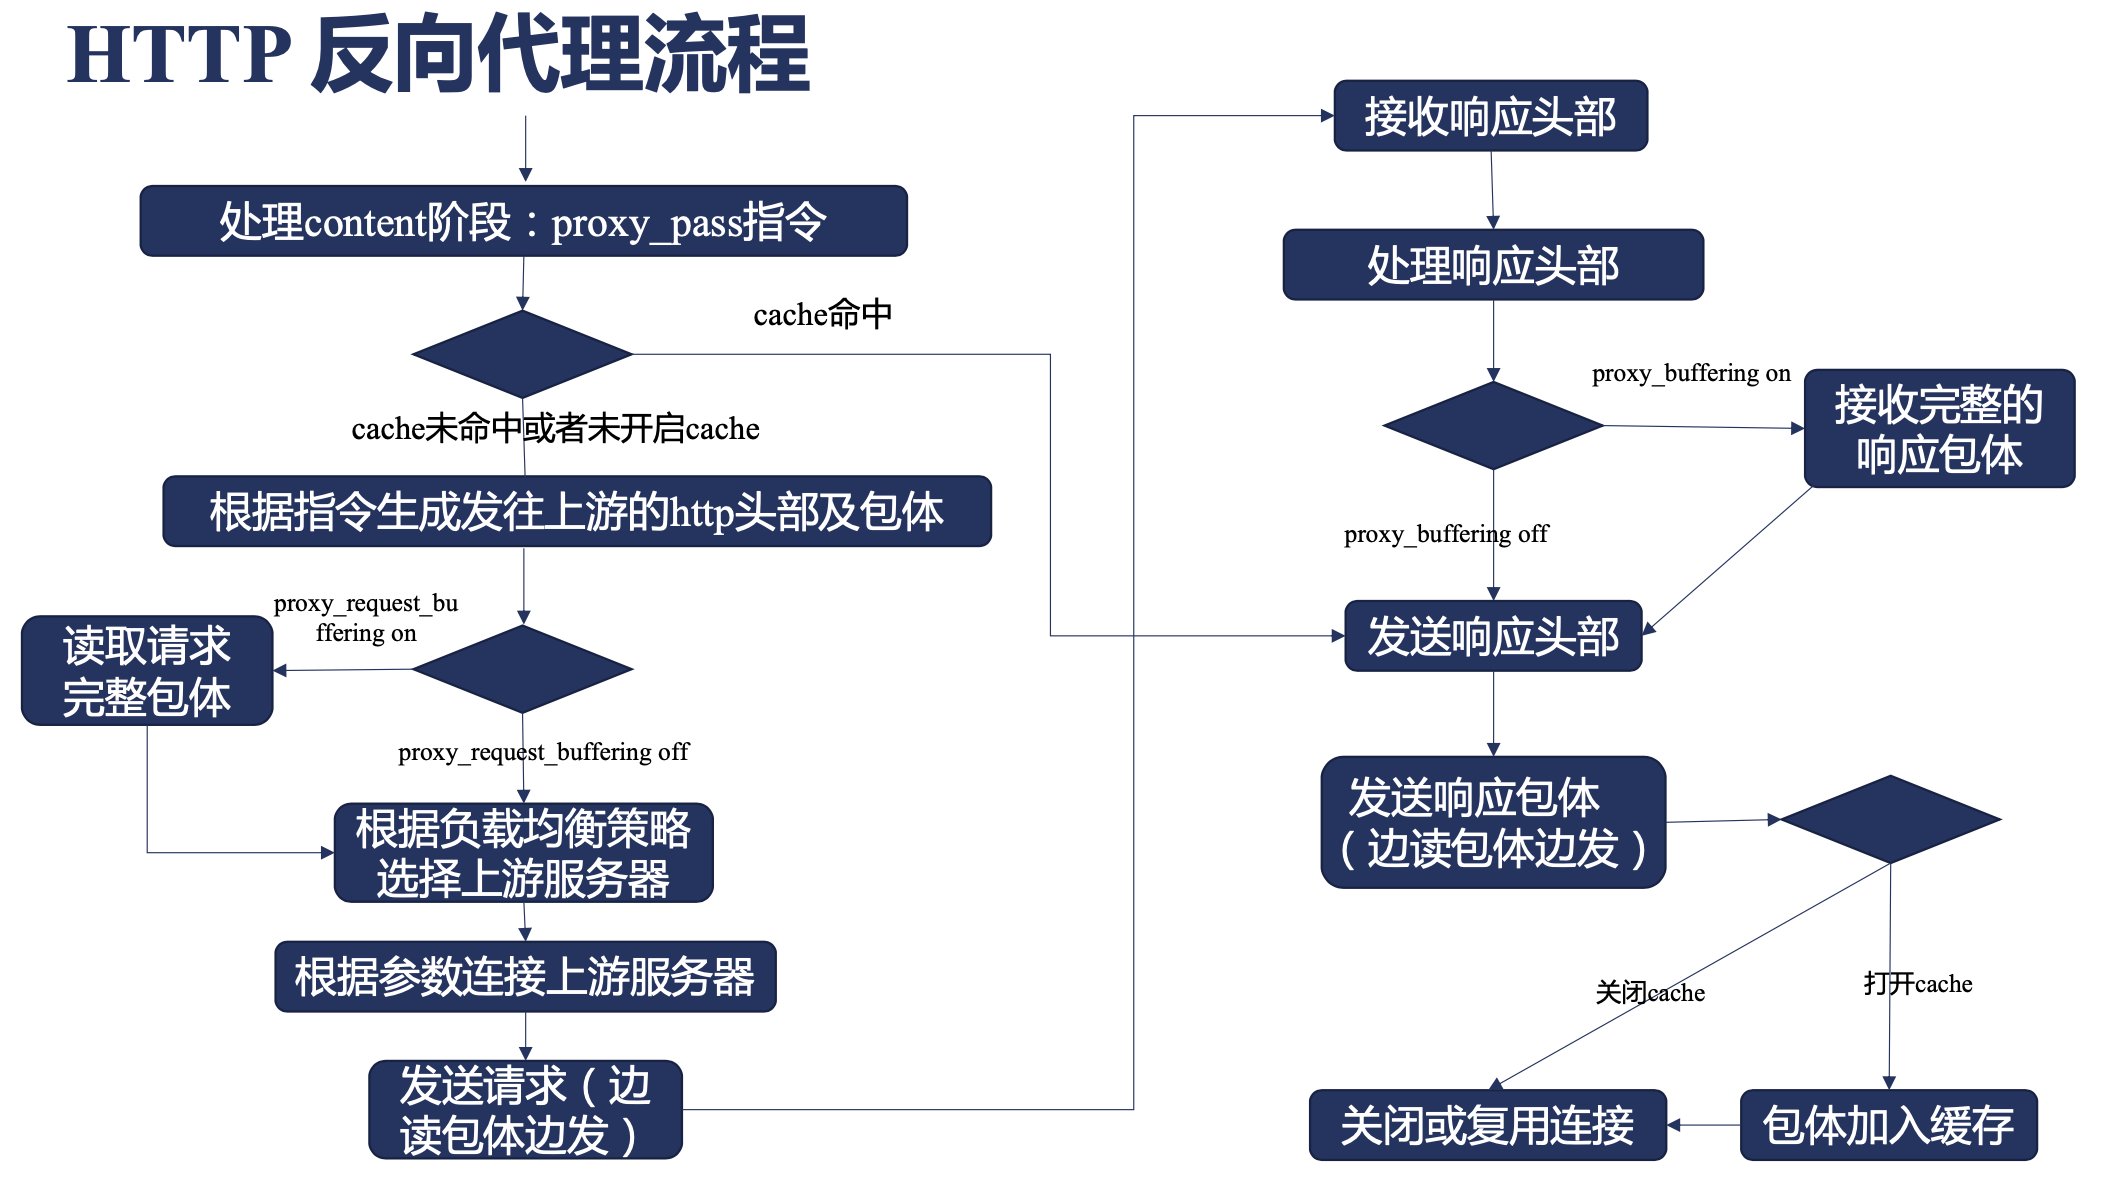 HTTP 反向代理流程
处理content阶段：proxy_pass指令
cache命中
cache未命中或者未开启cache
根据指令生成发往上游的http头部及包体
proxy_request_bu
ffering on
读取请求
完整包体
proxy_request_buffering off
根据负载均衡策略
选择上游服务器
根据参数连接上游服务器
发送请求（边
读包体边发）
接收响应头部
处理响应头部
proxy_buffering on
接收完整的
响应包体
proxy_buffering off
发送响应头部
发送响应包体
（边读包体边发）
关闭cache
打开cache
关闭或复用连接
包体加入缓存